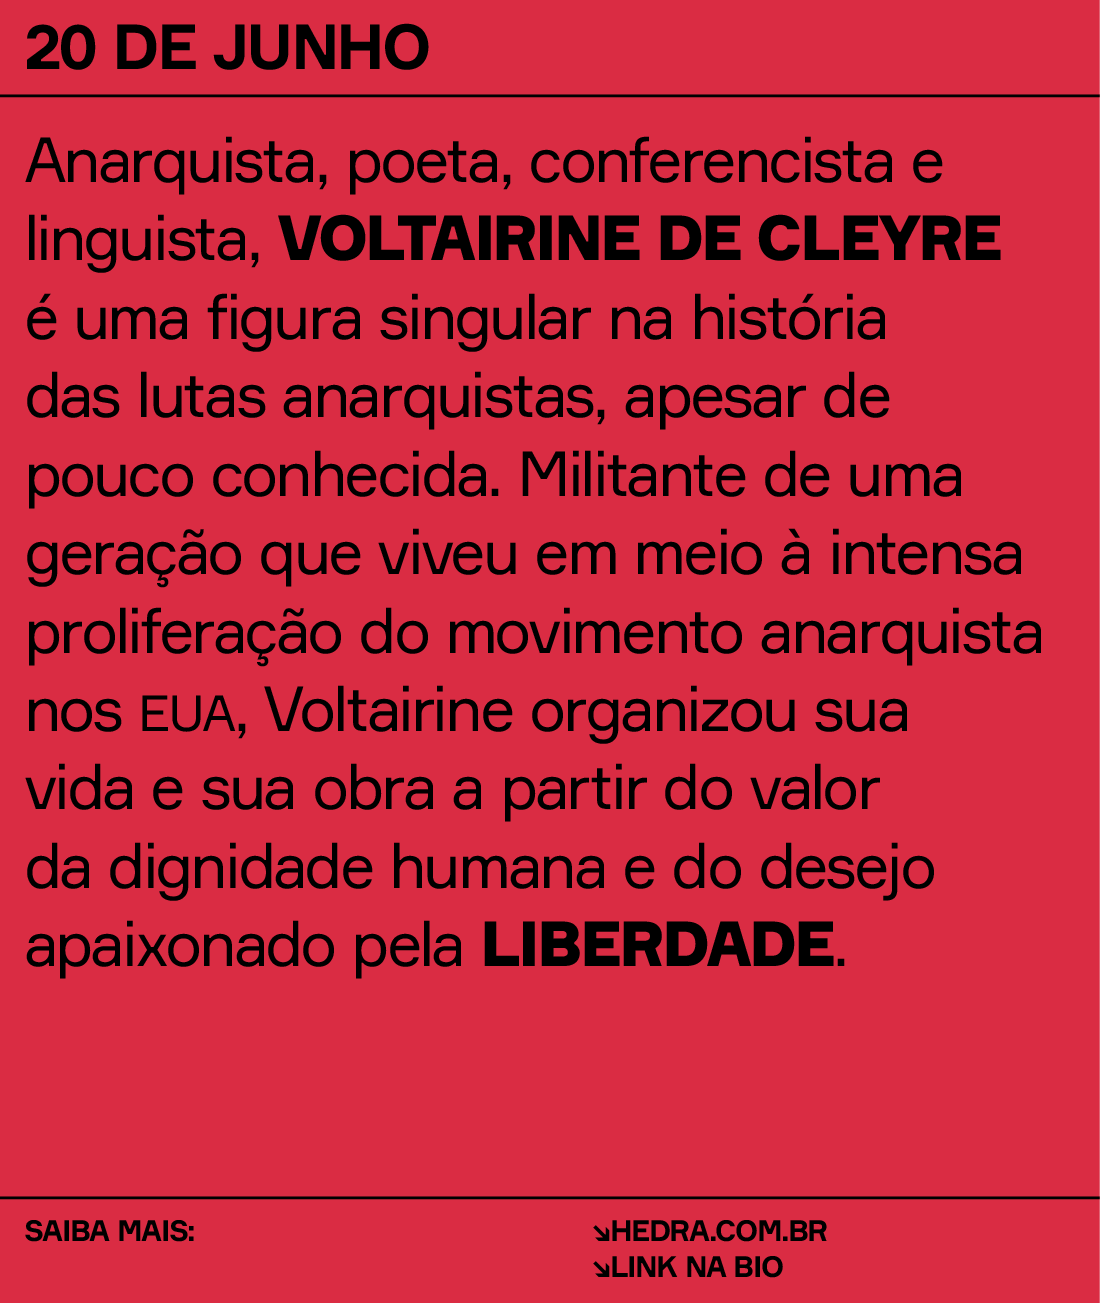 20 DE JUNHO
Anarquista, poeta, conferencista e
linguista, VOLTAIRINE DE CLEYRE
é uma figura singular na história
das lutas anarquistas, apesar de
pouco conhecida. Militante de uma
geração que viveu em meio à intensa
proliferação do movimento anarquista
nos EUA, Voltairine organizou sua
vida e sua obra a partir do valor
da dignidade humana e do desejo
apaixonado pela LIBERDADE.
SAIBA MAIS:
↘HEDRA.COM.BR
↘LINK NA BIO